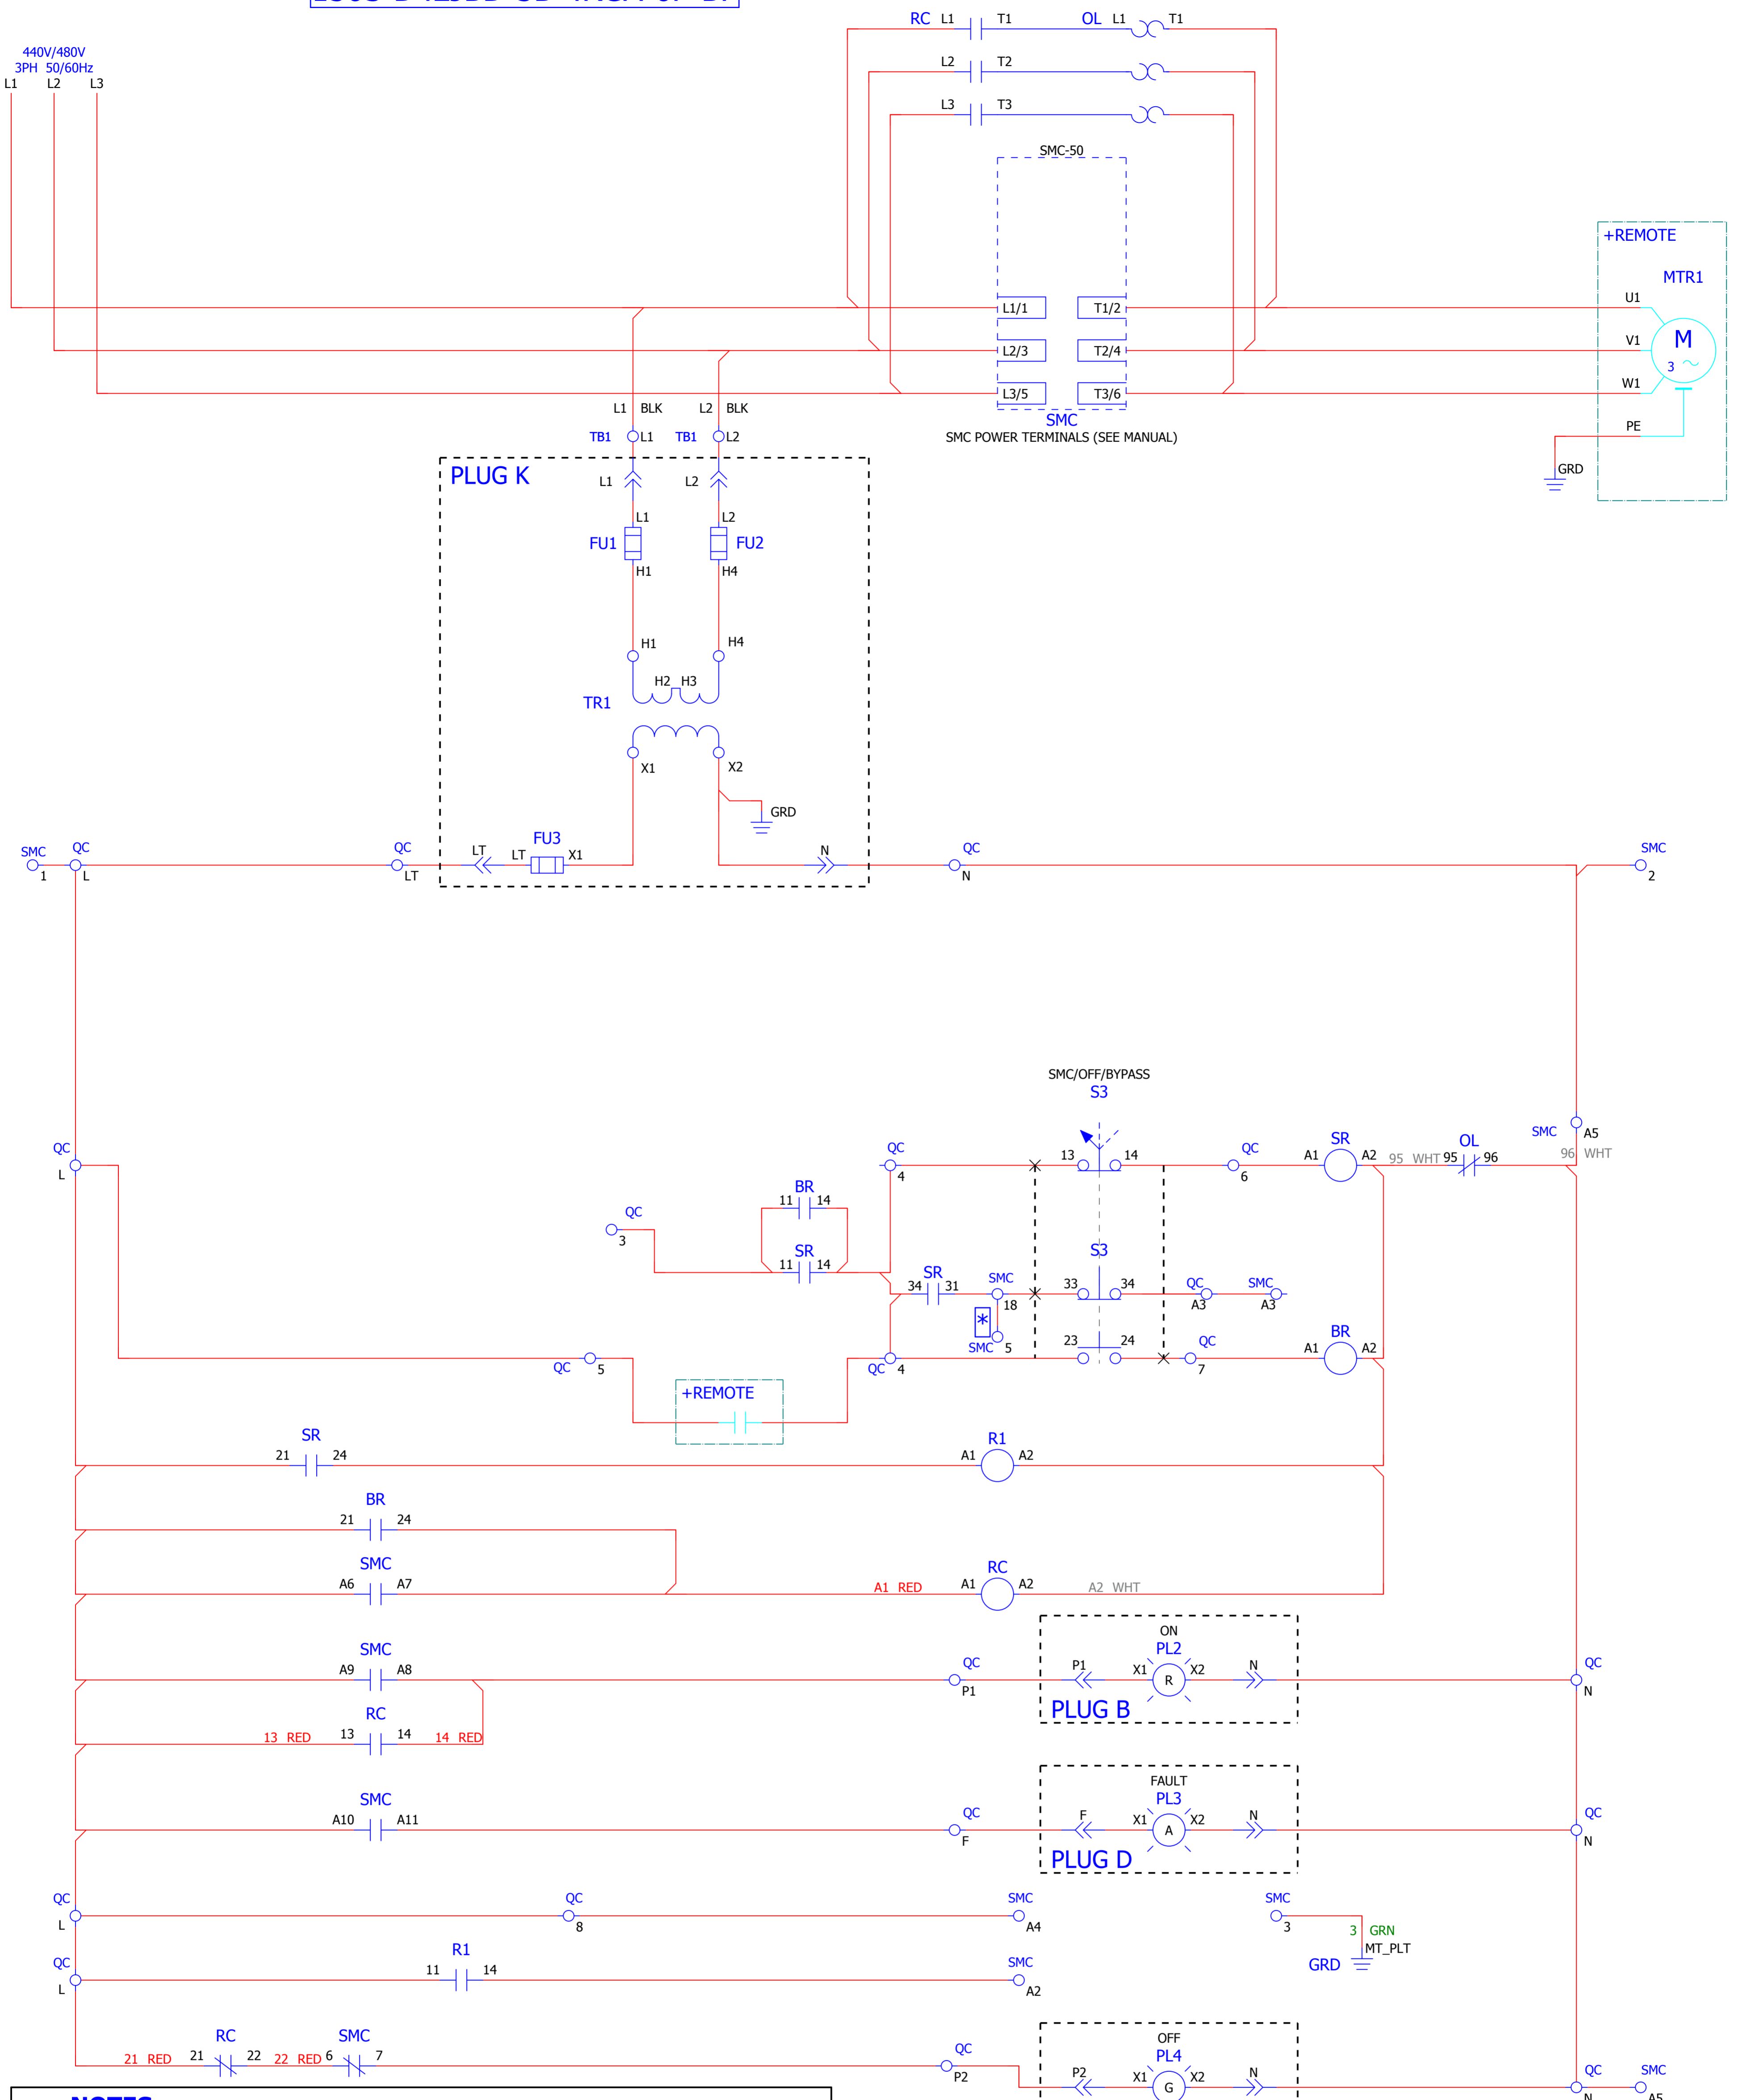 RC L1 T1 OL L1 T1
440V/480V
3PH 50/60Hz
L1 L2 L3
L2 T2
L3 T3
SMC-50
+REMOTE
MTR1
L1/1 T1/2 U1
L2/3 T2/4 V1 M
3
L3/5 T3/6 W1
L1 BLK L2 BLK
SMC
SMC POWER TERMINALS (SEE MANUAL)
PE
TB1 L1 TB1 L2
GRD
PLUG K
L1 L2
L1 L2
FU1 FU2
H1 H4
H1 H4
H2 H3
TR1
X1 X2
GRD
SMC QC QC LT LT FU3 X1 N QC SMC
1 L LT N 2
SMC/OFF/BYPASS
S3
QC QC 13 14 QC A1 SR A2 95 WHT 95 OL 96 SMC A5
96 WHT
L 4 6
BR
11 14
QC
3
SR
11 14
S3
SR
34 31 SMC 33 34 QC SMC
18 A3 A3
*
SMC 5 23 24 QC A1 BR A2
QC 5 QC 4 7
+REMOTE
SR R1
21 24 A1 A2
BR
21 24
SMC RC
A6 A7 A1 RED A1 A2 A2 WHT
ON
SMC QC PL2 QC
A9 A8 P1 X1 R X2 N
P1 N
PLUG B
RC
13 RED 13 14 14 RED
FAULT
SMC QC PL3 QC
A10 A11 F X1 A X2 N
F N
PLUG D
QC QC SMC SMC
L 8 A4 3
3 GRN
MT_PLT
GRD
QC R1 SMC
L 11 14 A2
OFF
RC SMC QC PL4
21 RED 21 22 22 RED 6 7 P2
P2 X1 G X2 N QC SMC
N A5
NOTES